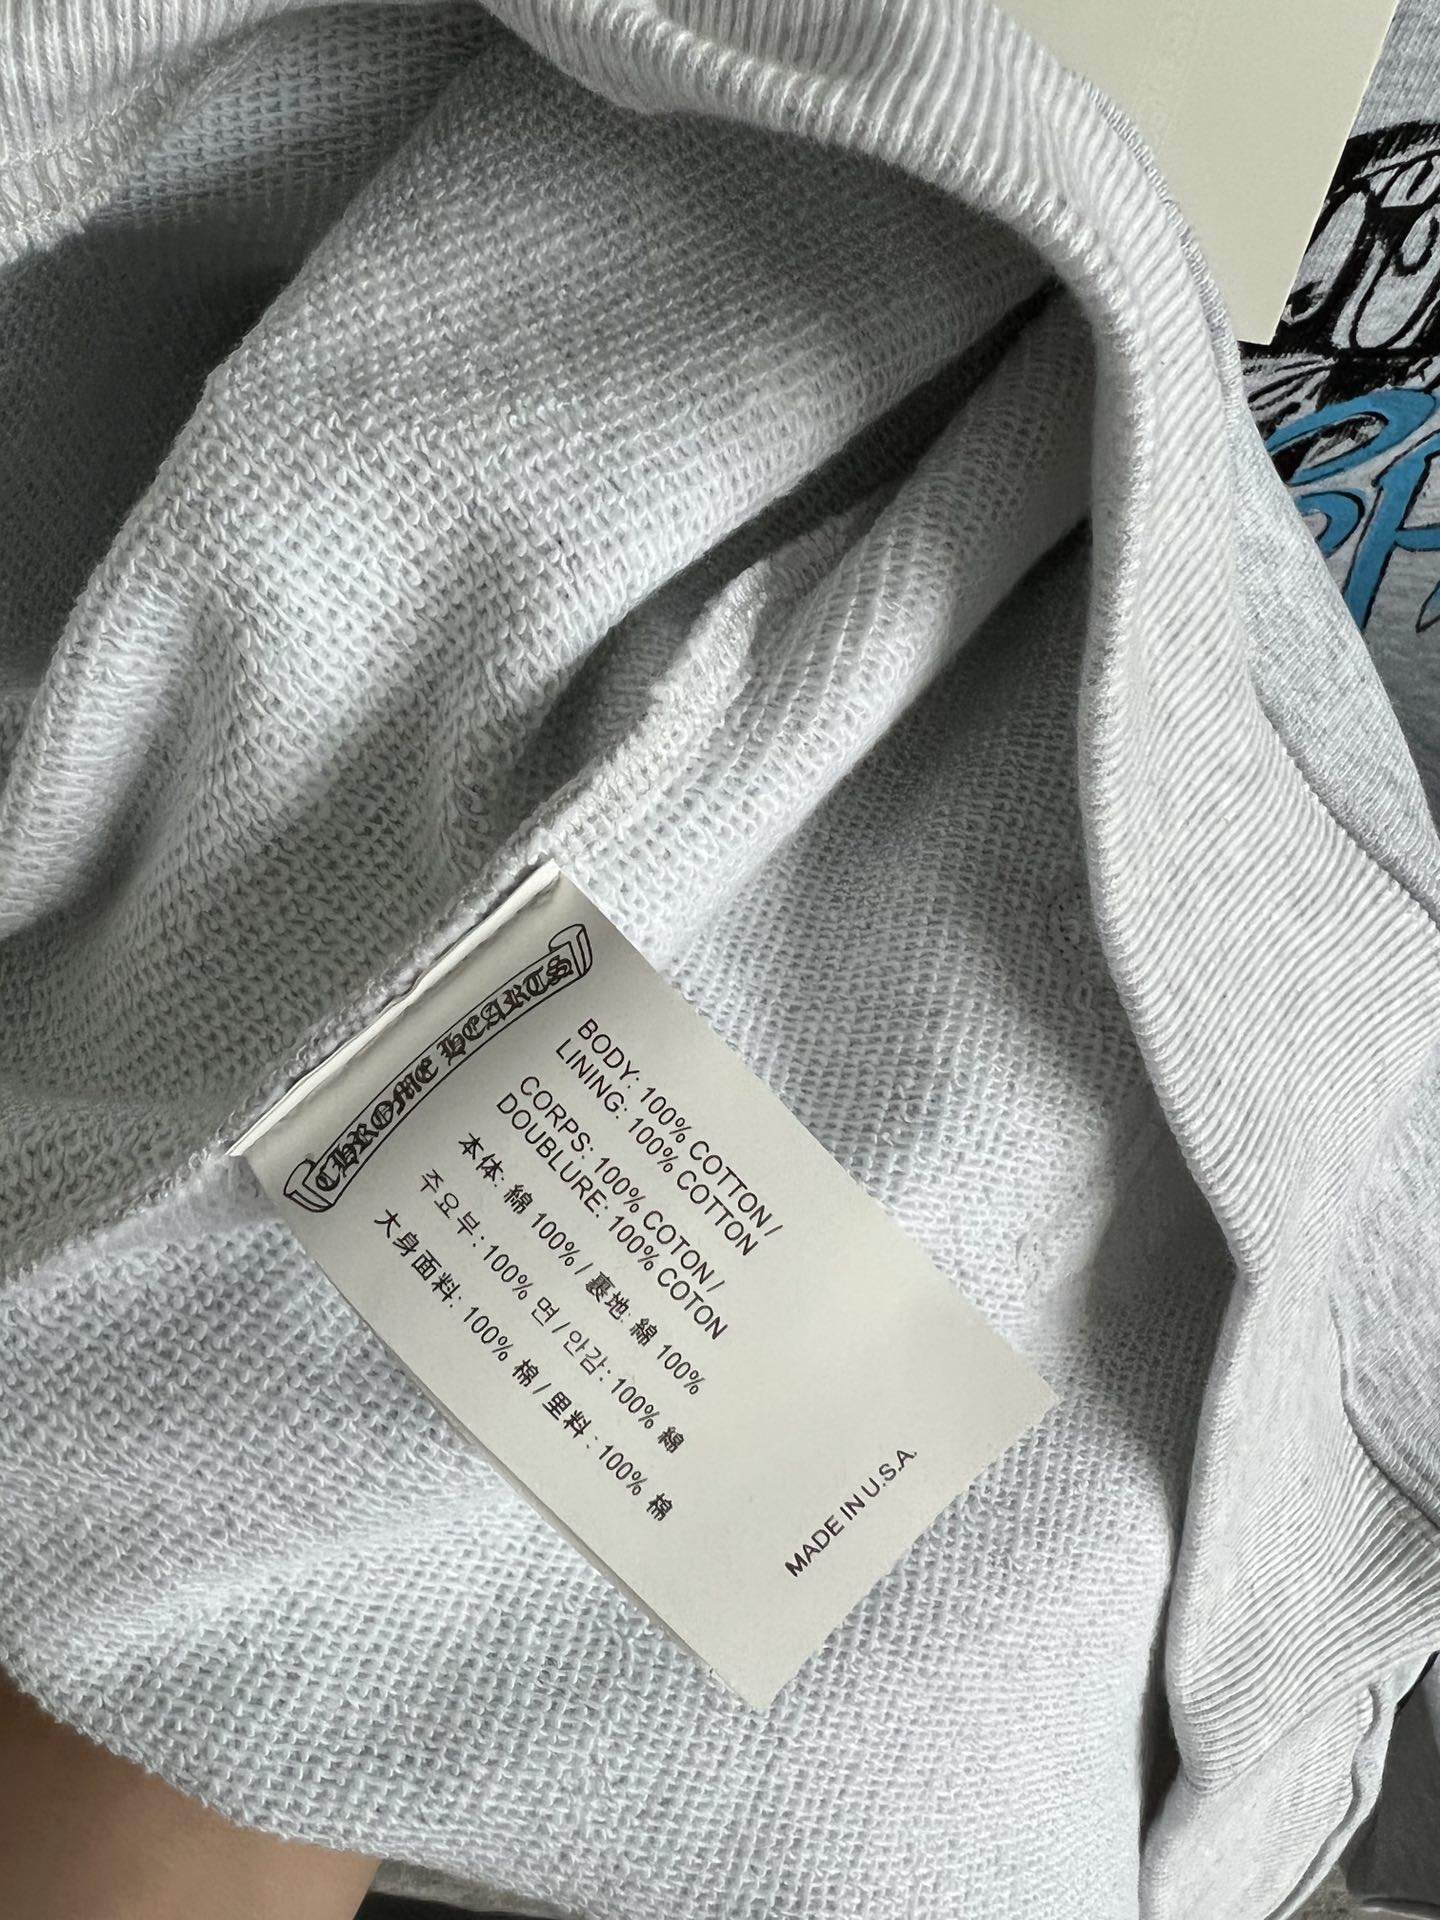 CHROME HEARTS
BODY: 100% COTTON/
LINING: 100% COTTON
CORPS: 100% COTON/
DOUBLURE: 100% COTON
本体: 綿 100% / 裏地: 綿 100%
주요부: 100% 면/안감: 100% 綿
大身面料: 100% 棉/里料: 100% 棉
MADE IN U.S.A.